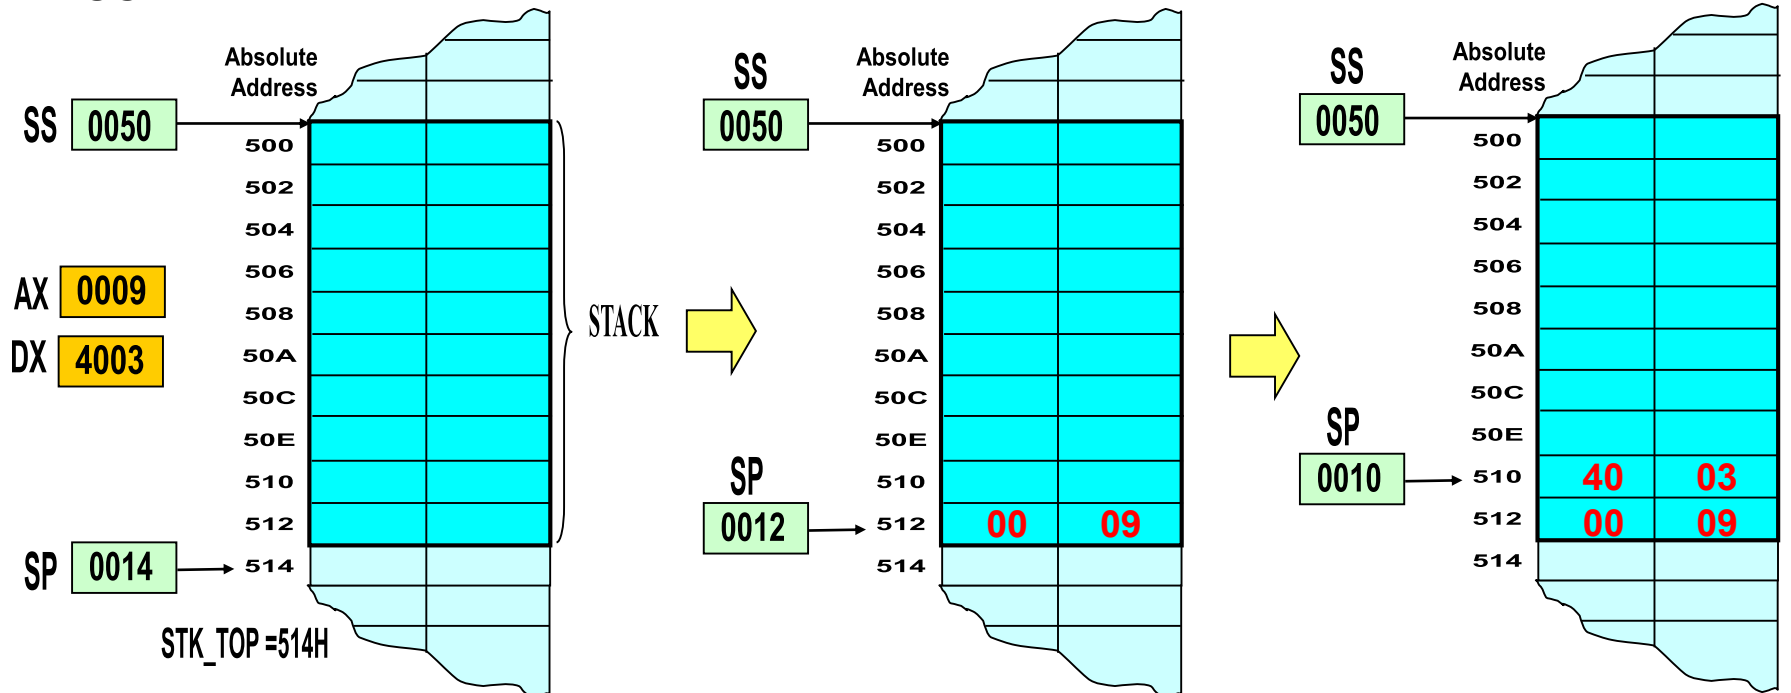 Absolute
Address
SS 0050
500
502
504
506
AX 0009
508
DX 4003
50A
50C
50E
510
512
SP 0014
514
STK_TOP =514H
STACK
SS
Absolute
Address
0050
500
502
504
506
508
50A
50C
50E
SP
510
0012
512 00 09
514
SS
Absolute
Address
0050
500
502
504
506
508
50A
50C
SP
50E
0010
510 40 03
512 00 09
514